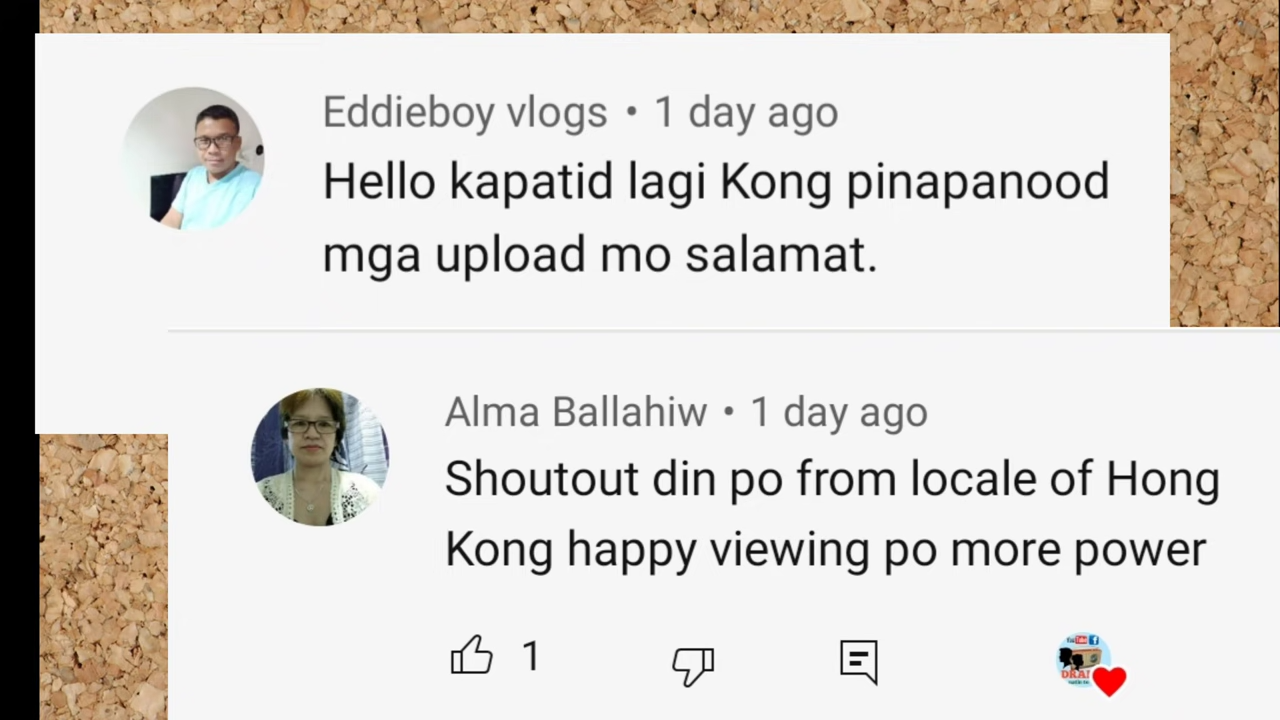 Eddieboy vlogs • 1 day ago
Hello kapatid lagi Kong pinapanood
mga upload mo salamat.
Alma Ballahiw • 1 day ago
Shoutout din po from locale of Hong
Kong happy viewing po more power
1